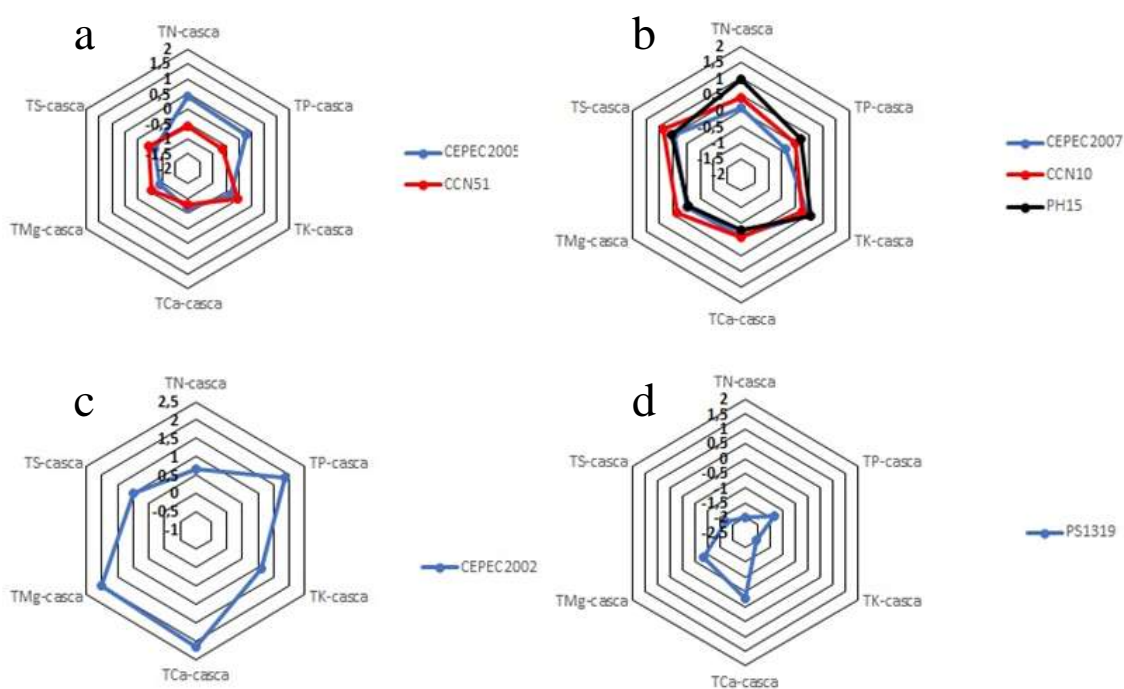 a
TN-casca
2
1,5
1
0,5
0
-0,5
-1
-1,5
-2
TP-casca
TK-casca
TCa-casca
TMg-casca
TS-casca
CEPEC2005
CCN51
b
TN-casca
2
1,5
1
0,5
0
-0,5
-1
-1,5
-2
TP-casca
TK-casca
TCa-casca
TMg-casca
TS-casca
CEPEC2007
CCN10
PH15
c
TN-casca
2,5
2
1,5
1
0,5
0
-0,5
-1
TP-casca
TK-casca
TCa-casca
TMg-casca
TS-casca
CEPEC2002
d
TN-casca
2
1,5
1
0,5
0
-0,5
-1
-1,5
-2
-2,5
TP-casca
TK-casca
TCa-casca
TMg-casca
TS-casca
PS1319